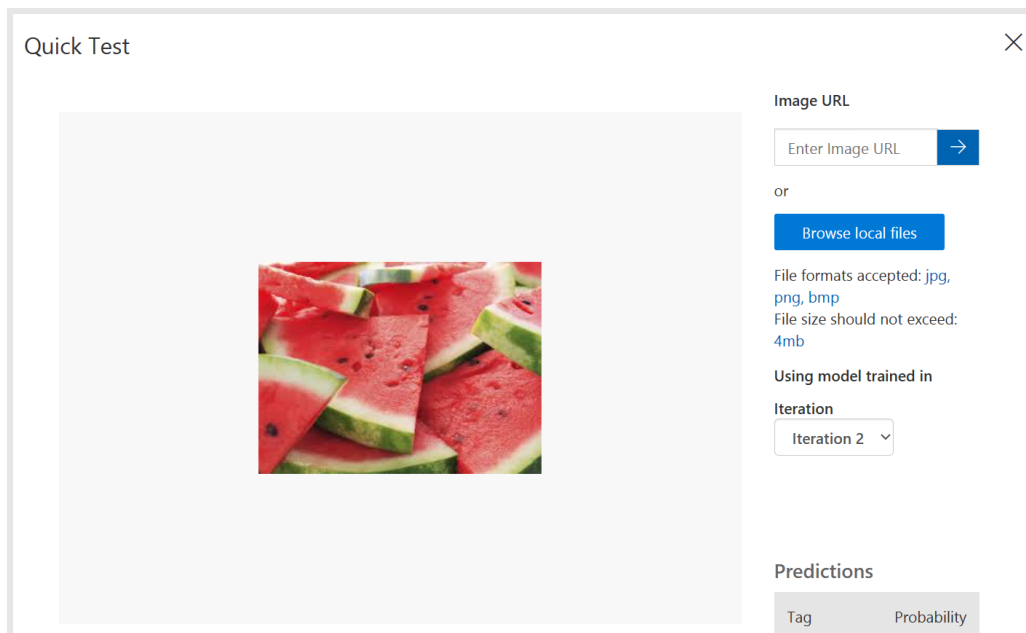 Quick Test
Image URL
Enter Image URL
or
Browse local files
File formats accepted: jpg,
png, bmp
File size should not exceed:
4mb
Using model trained in
Iteration
Iteration 2
Predictions
Tag Probability